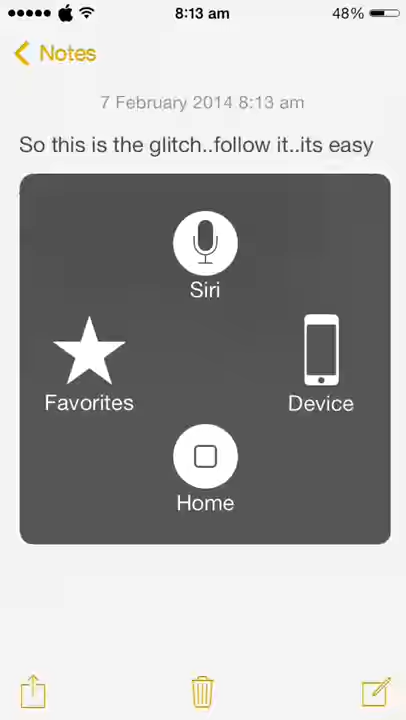 8:13 am
48%
Notes
7 February 2014 8:13 am
So this is the glitch..follow it..its easy
Siri
Favorites
Device
Home